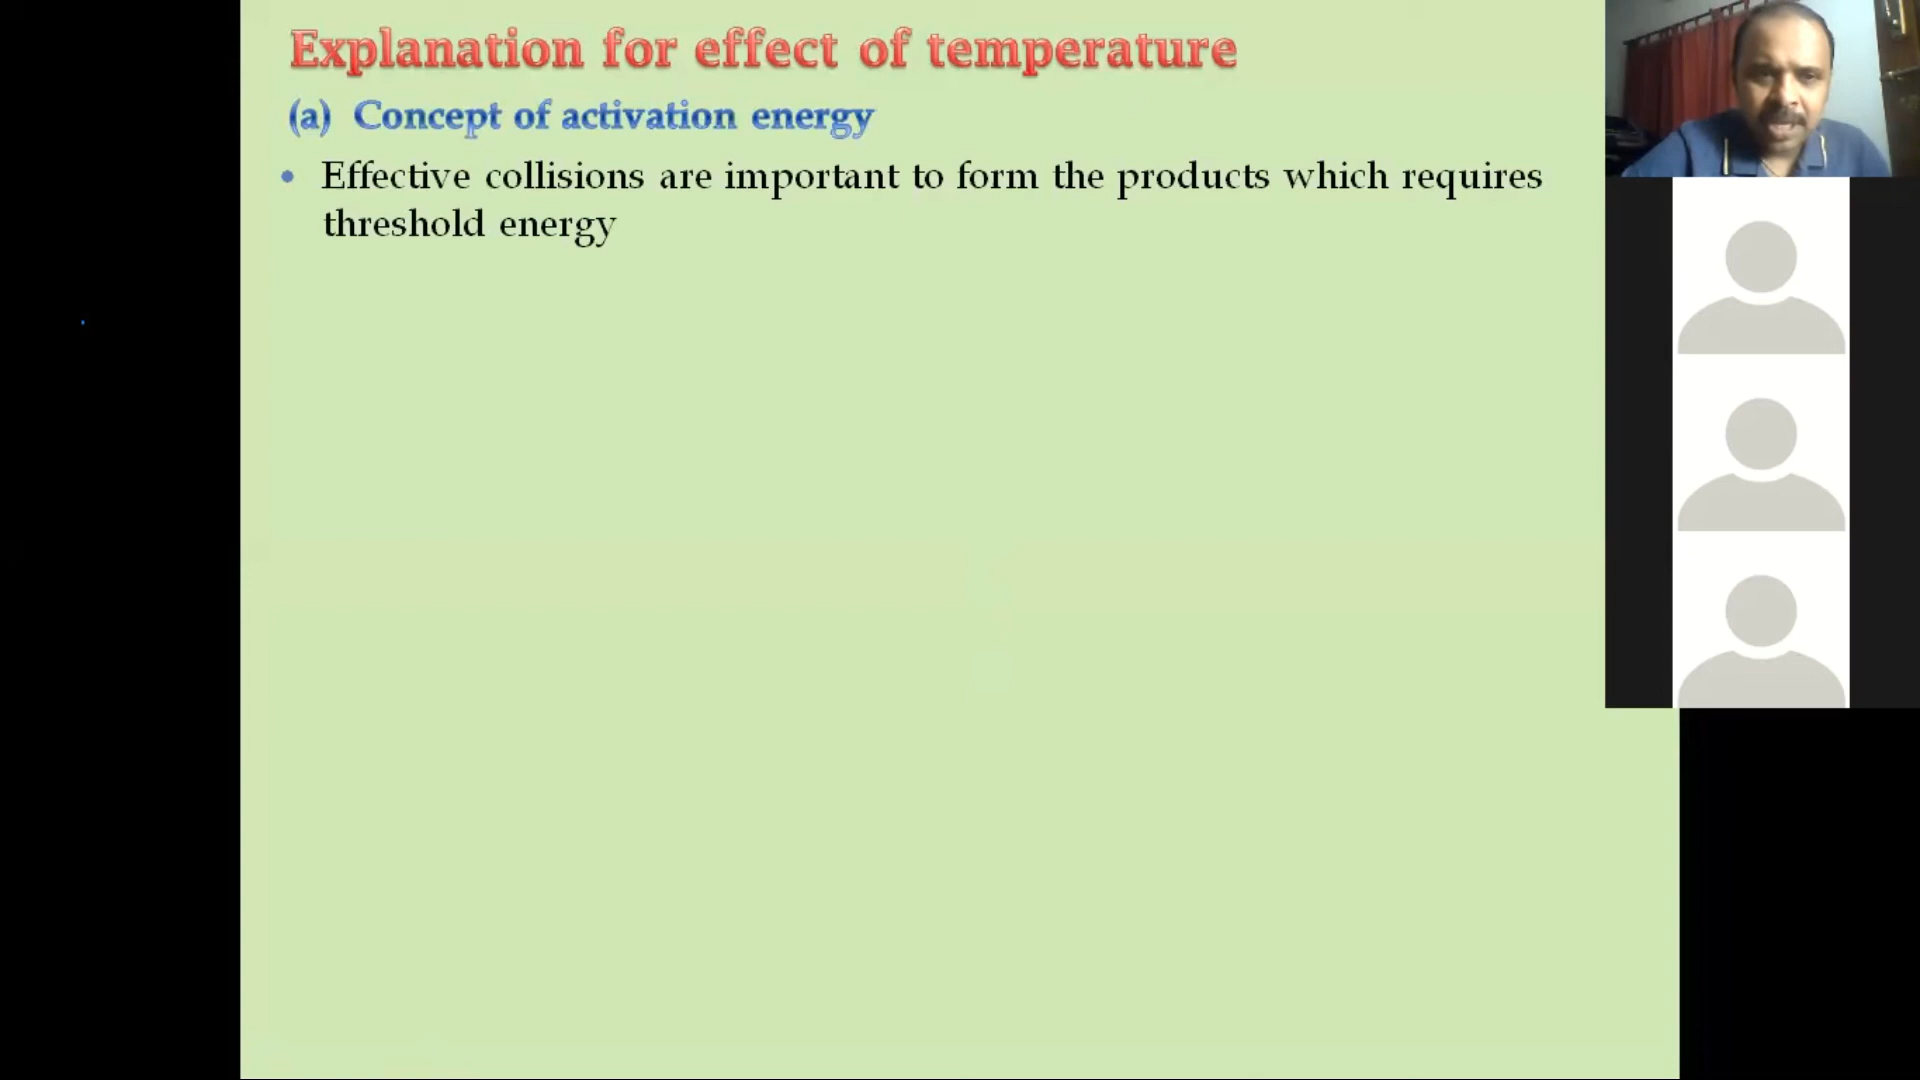 Explanation for effect of temperature
(a) Concept of activation energy
• Effective collisions are important to form the products which requires
threshold energy